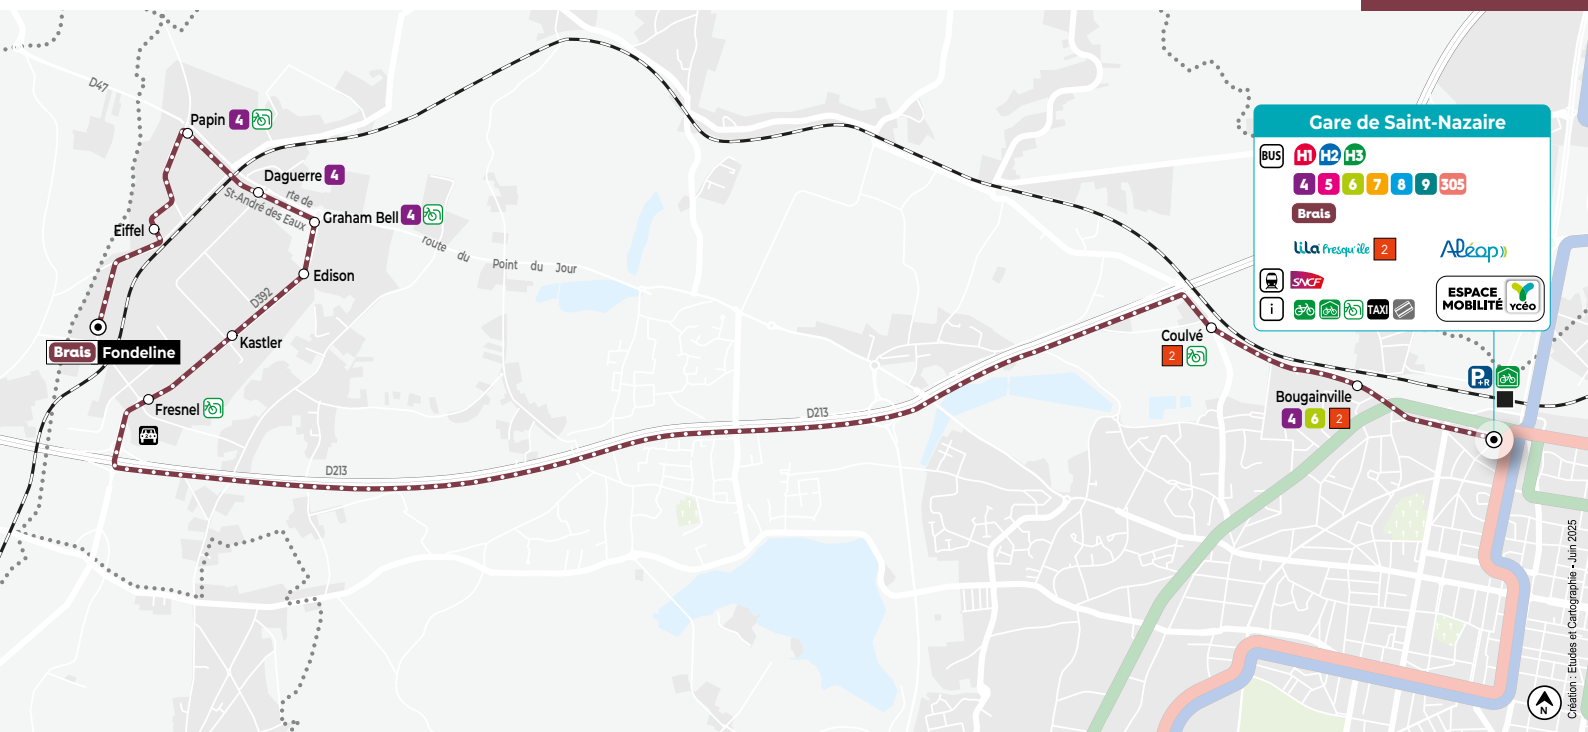 D47
Papin 4
Daguerre 4
rte de
St-André des Eaux
Graham Bell 4
route du Point du Jour
Eiffel
Edison
D392
Kastler
Brais Fondeline
Fresnel
D213
D213
Coulvé
2
Bougainville
4 6 2
P+R
Gare de Saint-Nazaire
BUS H1 H2 H3
4 5 6 7 8 9 305
Brais
Lila Presqu'île 2 Aléop
SNCF
i TAXI
ESPACE
MOBILITÉ ycéo
N
Création : Etudes et Cartographie - Juin 2025